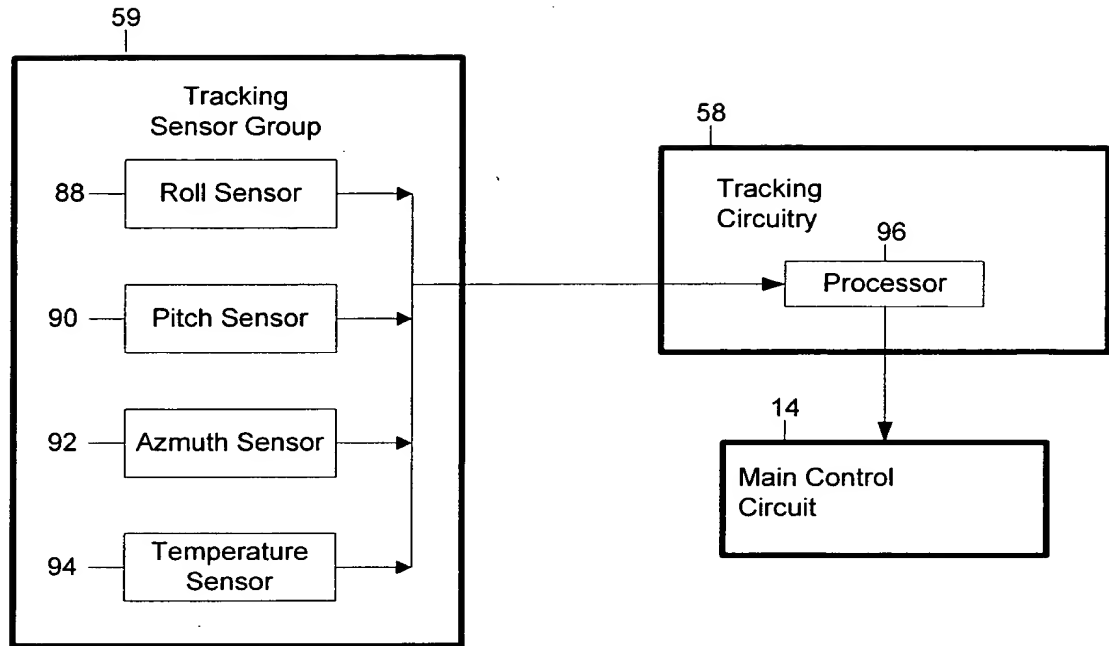 59
Tracking
Sensor Group
88
Roll Sensor
90
Pitch Sensor
92
Azmuth Sensor
94
Temperature
Sensor
58
Tracking
Circuitry
96
Processor
14
Main Control
Circuit